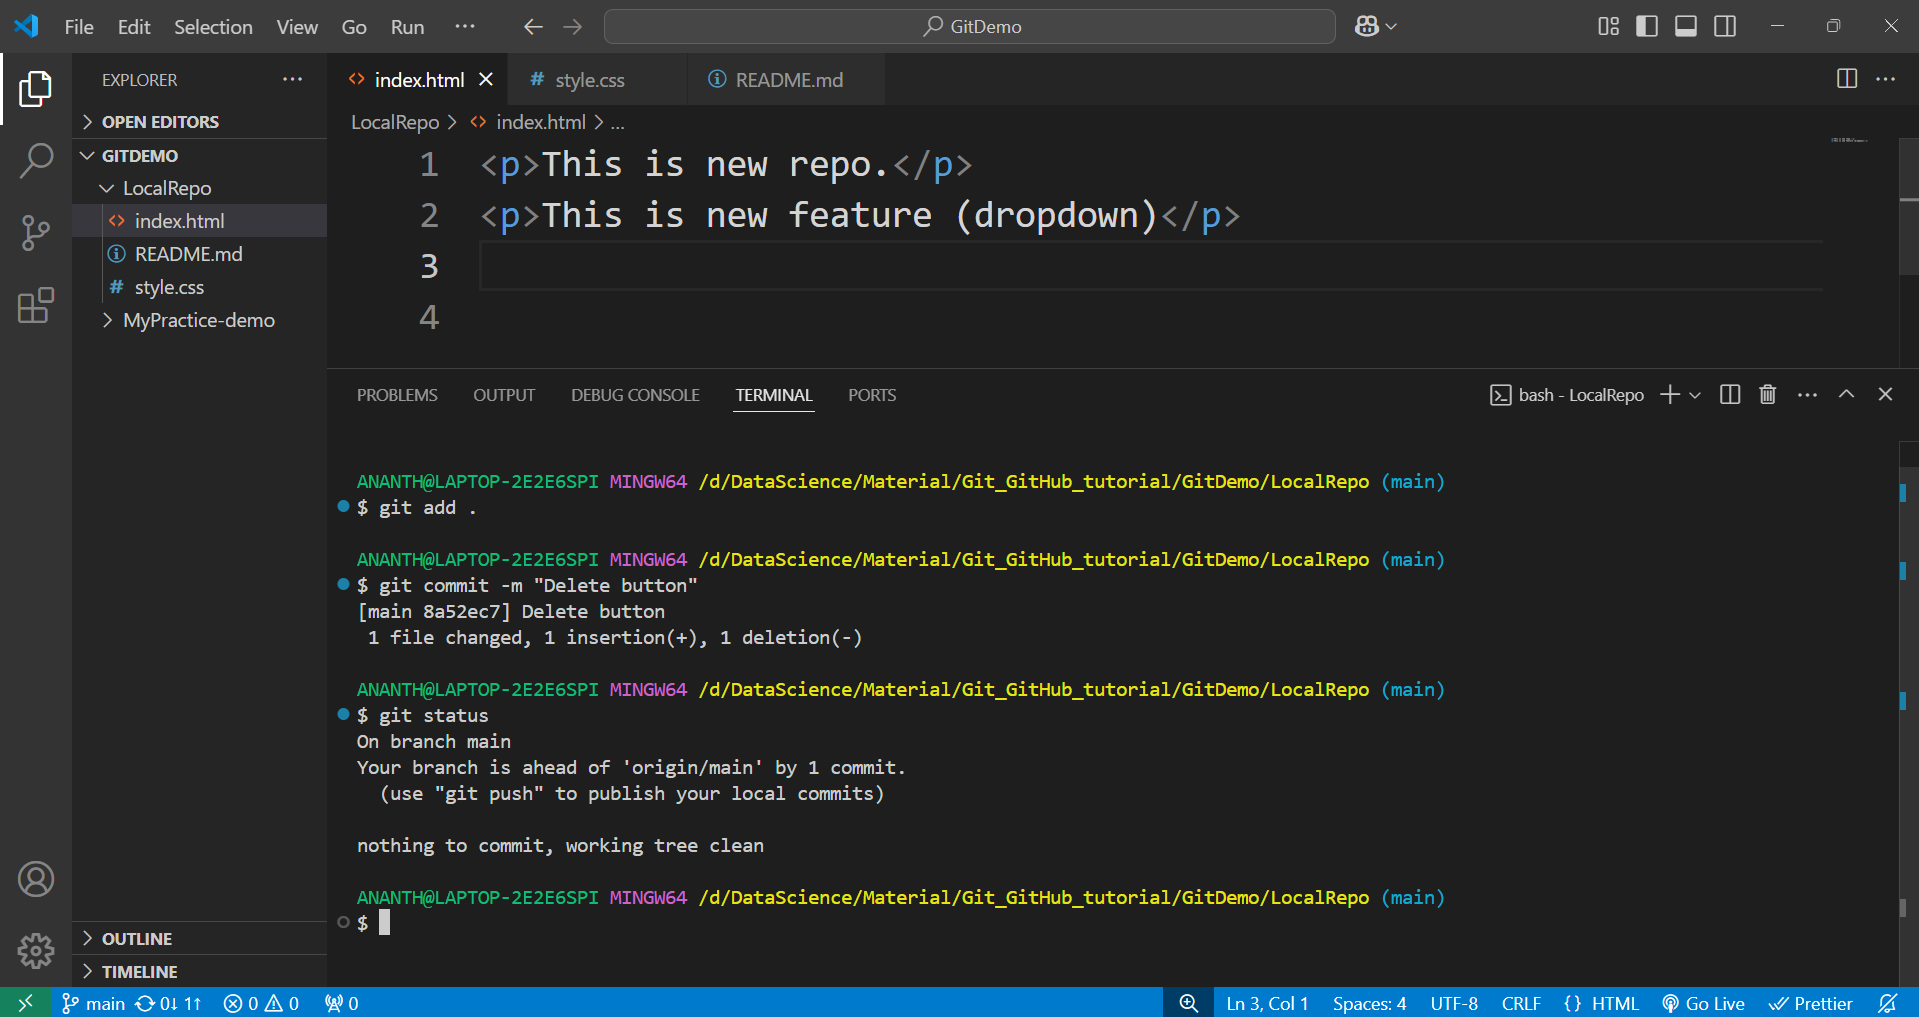 File Edit Selection View Go Run ··· GitDemo
EXPLORER ···
index.html style.css README.md
OPEN EDITORS
LocalRepo > index.html > ...
GITDEMO
LocalRepo
index.html
README.md
style.css
MyPractice-demo
1 <p>This is new repo.</p>
2 <p>This is new feature (dropdown)</p>
3
4
PROBLEMS OUTPUT DEBUG CONSOLE TERMINAL PORTS bash - LocalRepo
ANANTH@LAPTOP-2E2E6SPI MINGW64 /d/DataScience/Material/Git_GitHub_tutorial/GitDemo/LocalRepo (main)
$ git add .
ANANTH@LAPTOP-2E2E6SPI MINGW64 /d/DataScience/Material/Git_GitHub_tutorial/GitDemo/LocalRepo (main)
$ git commit -m "Delete button"
[main 8a52ec7] Delete button
1 file changed, 1 insertion(+), 1 deletion(-)
ANANTH@LAPTOP-2E2E6SPI MINGW64 /d/DataScience/Material/Git_GitHub_tutorial/GitDemo/LocalRepo (main)
$ git status
On branch main
Your branch is ahead of 'origin/main' by 1 commit.
(use "git push" to publish your local commits)
nothing to commit, working tree clean
ANANTH@LAPTOP-2E2E6SPI MINGW64 /d/DataScience/Material/Git_GitHub_tutorial/GitDemo/LocalRepo (main)
$
OUTLINE
TIMELINE
main 0↓ 1↑ 0 0 0 Ln 3, Col 1 Spaces: 4 UTF-8 CRLF {} HTML Go Live Prettier